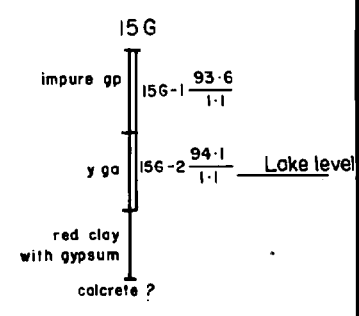 15G
impure gp
15G-1 93·6
1·1
y ga
15G-2 94·1
1·1
Lake level
red clay
with gypsum
calcrete ?